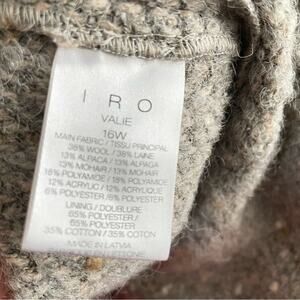 I R O
VALIE
16W
MAIN FABRIC / TISSU PRINCIPAL
38% WOOL / 38% LAINE
13% ALPACA / 13% ALPAGA
13% MOHAIR / 13% MOHAIR
18% POLYAMIDE / 18% POLYAMIDE
12% ACRYLIC / 12% ACRYLIQUE
6% POLYESTER/6% POLYESTER
LINING / DOUBLURE
65% POLYESTER /
65% POLYESTER
35% COTTON / 35% COTON
MADE IN LATVIA
LETTONIE